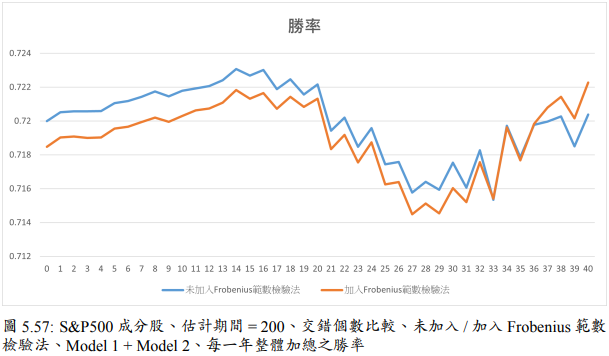 勝率
0.724
0.722
0.72
0.718
0.716
0.714
0.712
0 1 2 3 4 5 6 7 8 9 10 11 12 13 14 15 16 17 18 19 20 21 22 23 24 25 26 27 28 29 30 31 32 33 34 35 36 37 38 39 40
未加入Frobenius範數檢驗法 加入Frobenius範數檢驗法
圖 5.57: S&P500 成分股、估計期間 = 200、交錯個數比較、未加入 / 加入 Frobenius 範數
檢驗法、Model 1 + Model 2、每一年整體加總之勝率